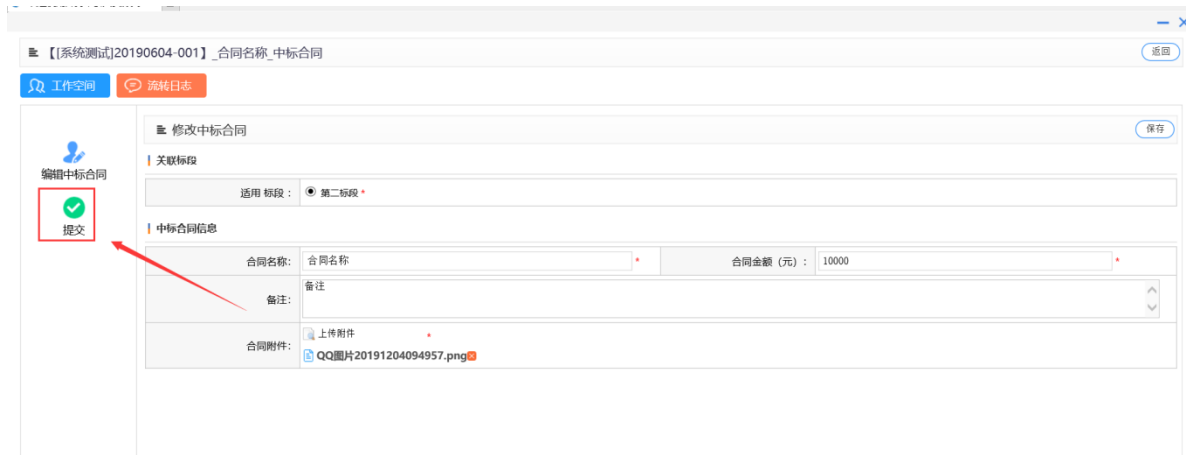 【[系统测试]20190604-001】_合同名称_中标合同
返回
工作空间
流转日志
修改中标合同
保存
编辑中标合同
提交
关联标段
适用 标段 : 第二标段 *
中标合同信息
合同名称: 合同名称 * 合同金额 (元) : 10000 *
备注: 备注
合同附件: 上传附件 *
QQ图片20191204094957.png